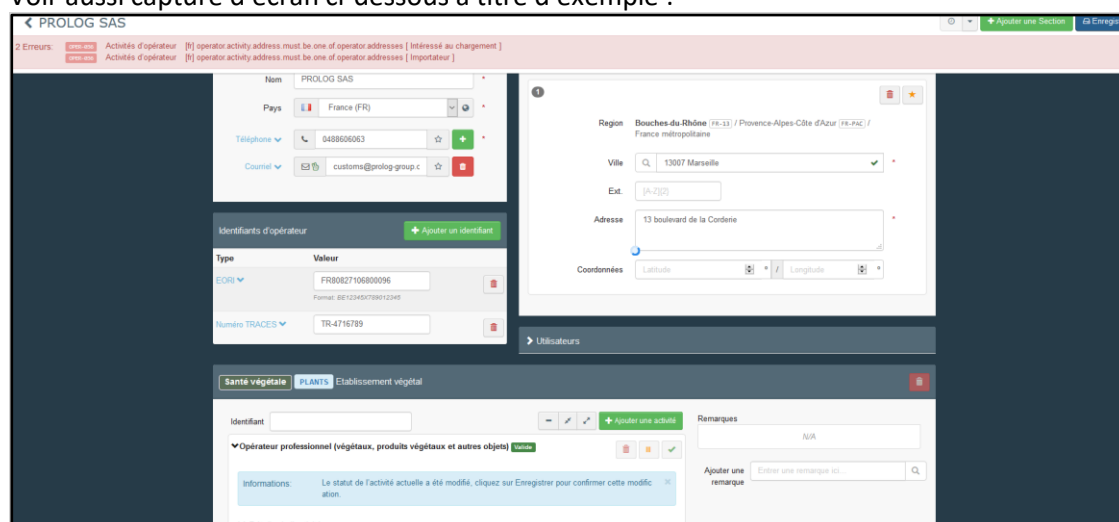 Voir aussi capture d'écran ci-dessous à titre d'exemple :
PROLOG SAS
+ Ajouter une Section
Enregis
2 Erreurs:
Activités d'opérateur [fr] operator.activity.address.must.be.one.of.operator.addresses [ Intéressé au chargement ]
Activités d'opérateur [fr] operator.activity.address.must.be.one.of.operator.addresses [ Importateur ]
Nom PROLOG SAS *
Pays France (FR) *
Téléphone 0488606063 *
Courriel customs@prolog-group.c
1
Region Bouches-du-Rhône FR-13 / Provence-Alpes-Côte d'Azur FR-PAC /
France métropolitaine
Ville 13007 Marseille *
Ext. [A-Z]{2}
Adresse 13 boulevard de la Corderie *
Coordonnées Latitude ° / Longitude °
Identifiants d'opérateur + Ajouter un identifiant
Type Valeur
EORI FR80827106800096
Format: BE12345X789012345
Numéro TRACES TR-4716789
Utilisateurs
Santé végétale PLANTS Etablissement végétal
Identifiant
+ Ajouter une activité
Opérateur professionnel (végétaux, produits végétaux et autres objets) Valide
Informations: Le statut de l'activité actuelle a été modifié, cliquez sur Enregistrer pour confirmer cette modific
ation.
Remarques
N/A
Ajouter une
remarque
Entrer une remarque ici...